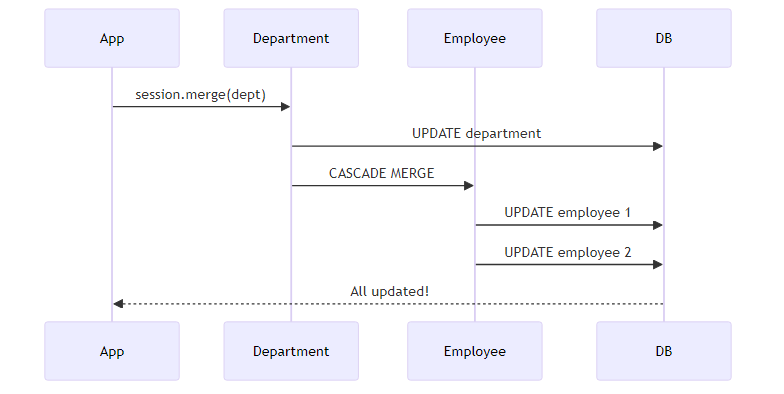 App
Department
Employee
DB
session.merge(dept)
UPDATE department
CASCADE MERGE
UPDATE employee 1
UPDATE employee 2
All updated!
App
Department
Employee
DB